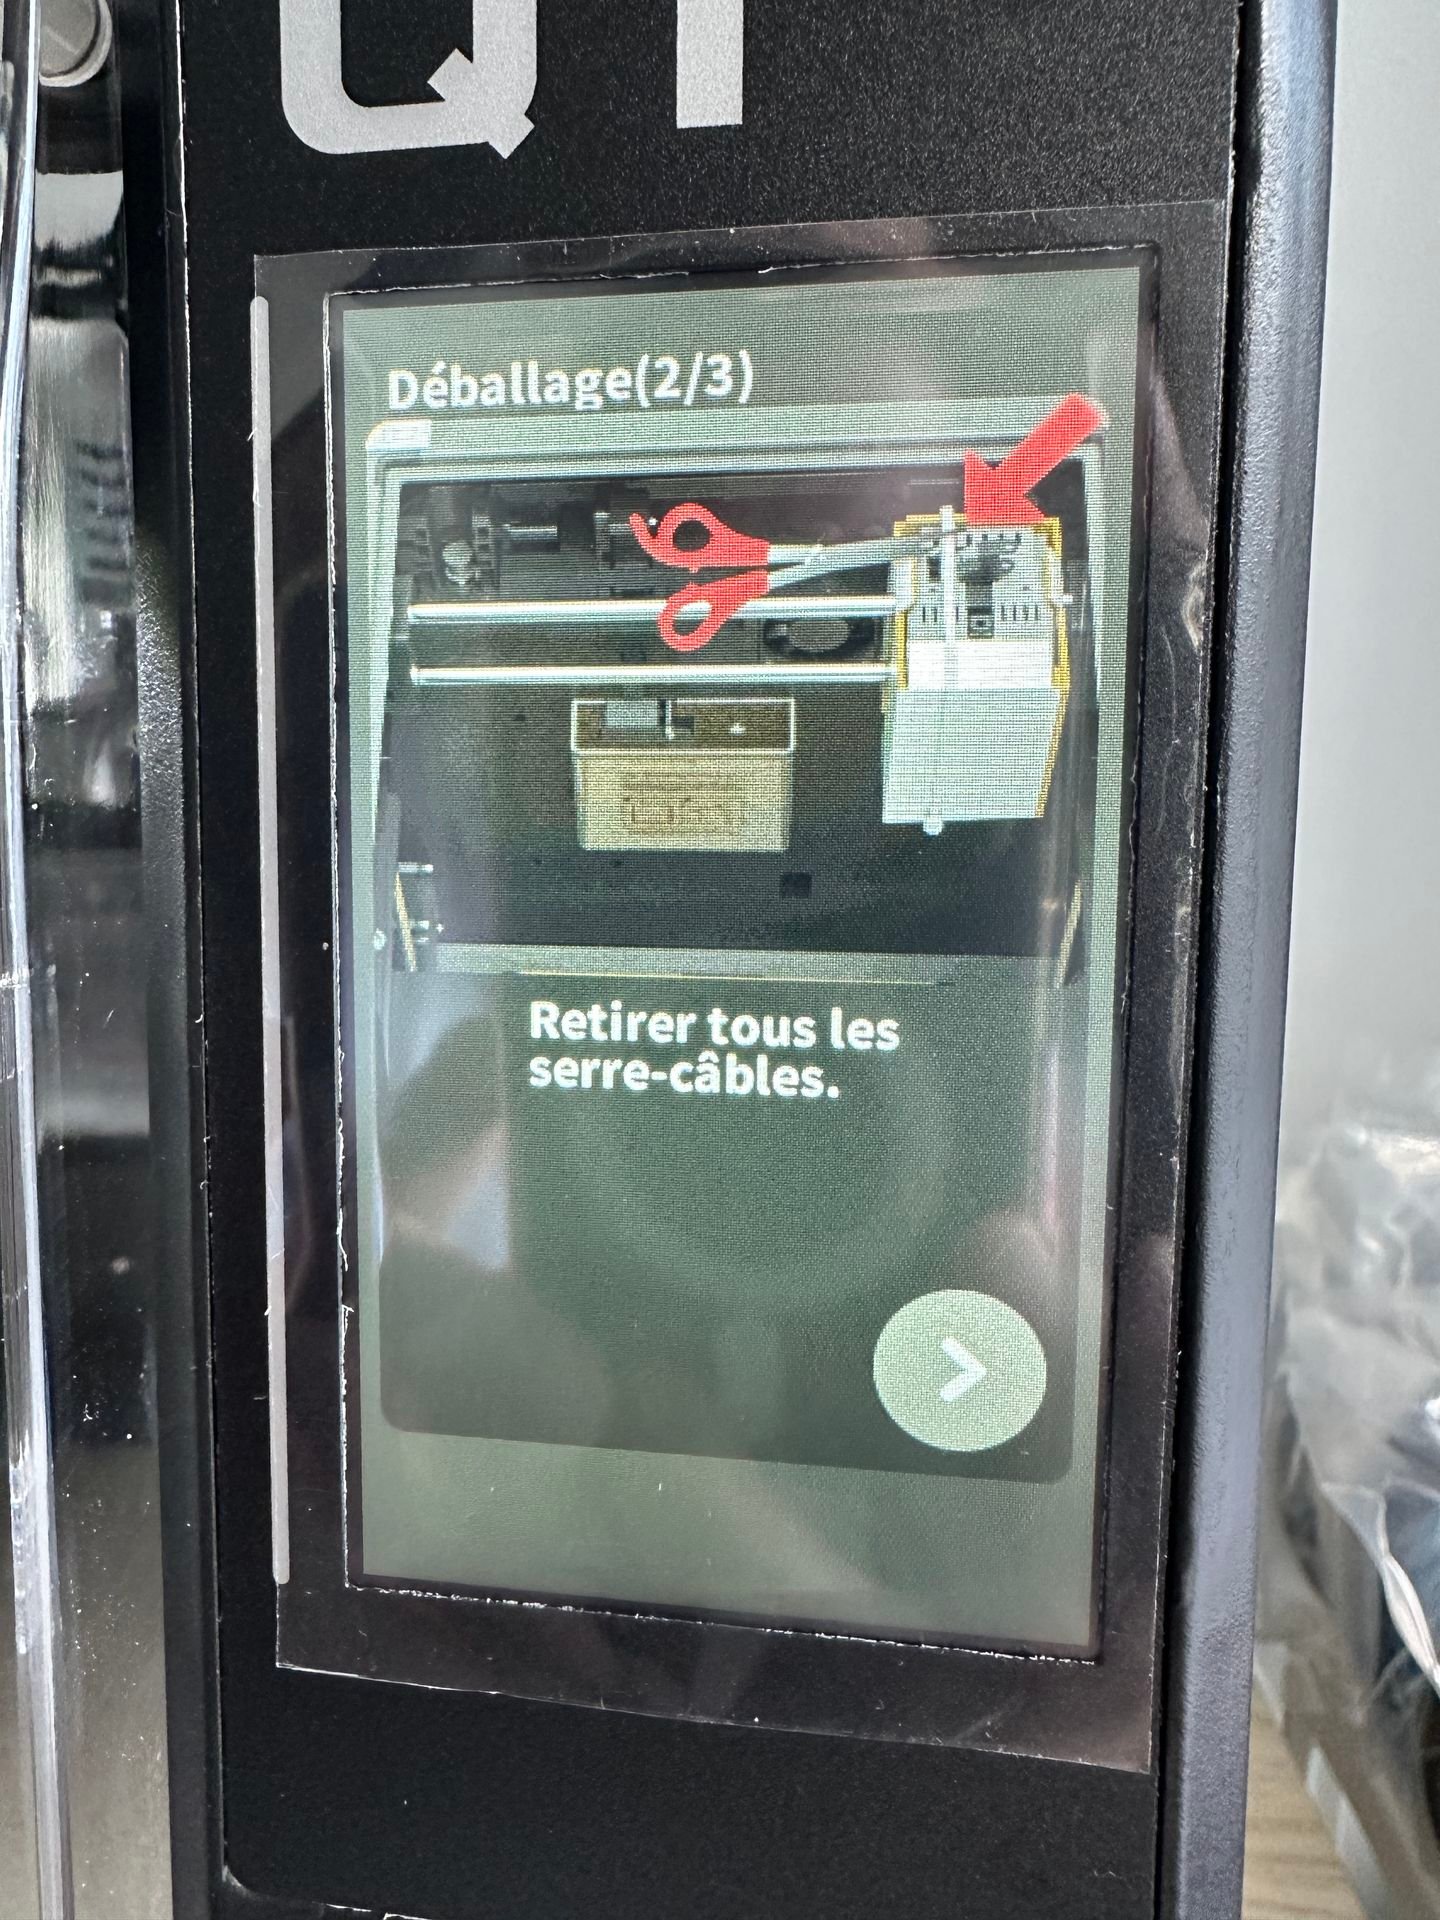 Déballage(2/3)
Retirer tous les
serre-câbles.